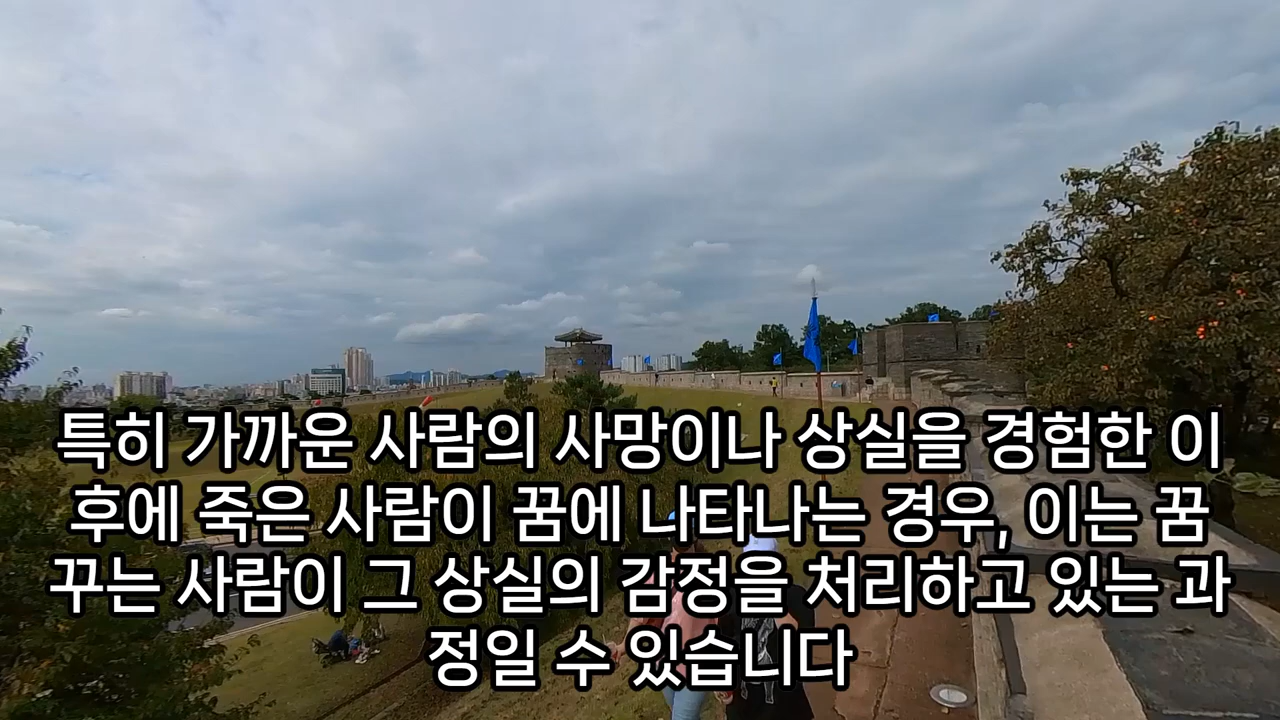 특히 가까운 사람의 사망이나 상실을 경험한 이
후에 죽은 사람이 꿈에 나타나는 경우, 이는 꿈
꾸는 사람이 그 상실의 감정을 처리하고 있는 과
정일 수 있습니다